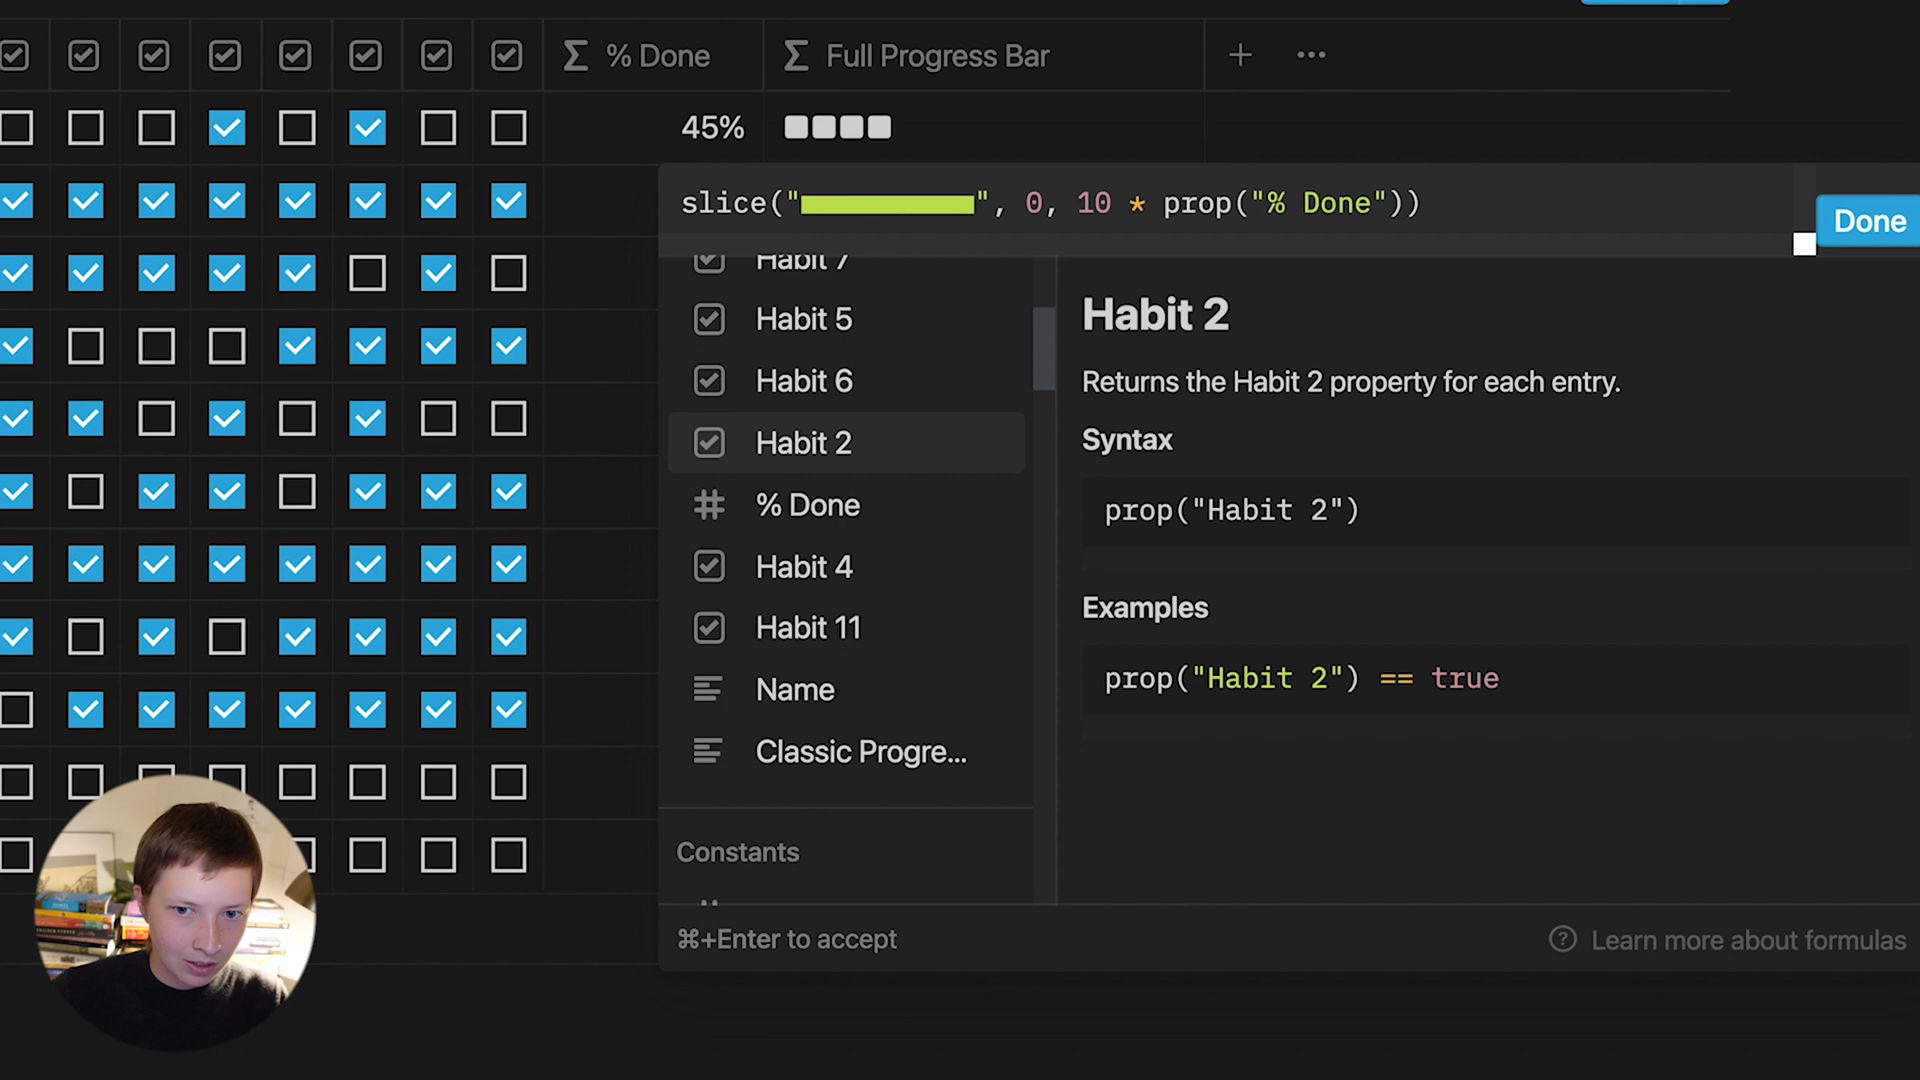 % Done
Full Progress Bar
45%
slice("██████████", 0, 10 * prop("% Done"))
Done
Habit 7
Habit 5
Habit 6
Habit 2
% Done
Habit 4
Habit 11
Name
Classic Progre...
Constants
Habit 2
Returns the Habit 2 property for each entry.
Syntax
prop("Habit 2")
Examples
prop("Habit 2") == true
⌘+Enter to accept
Learn more about formulas